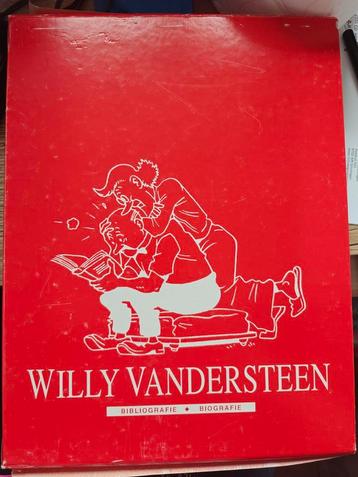 WILLY VANDERSTEEN
BIBLIOGRAFIE ♦ BIOGRAFIE